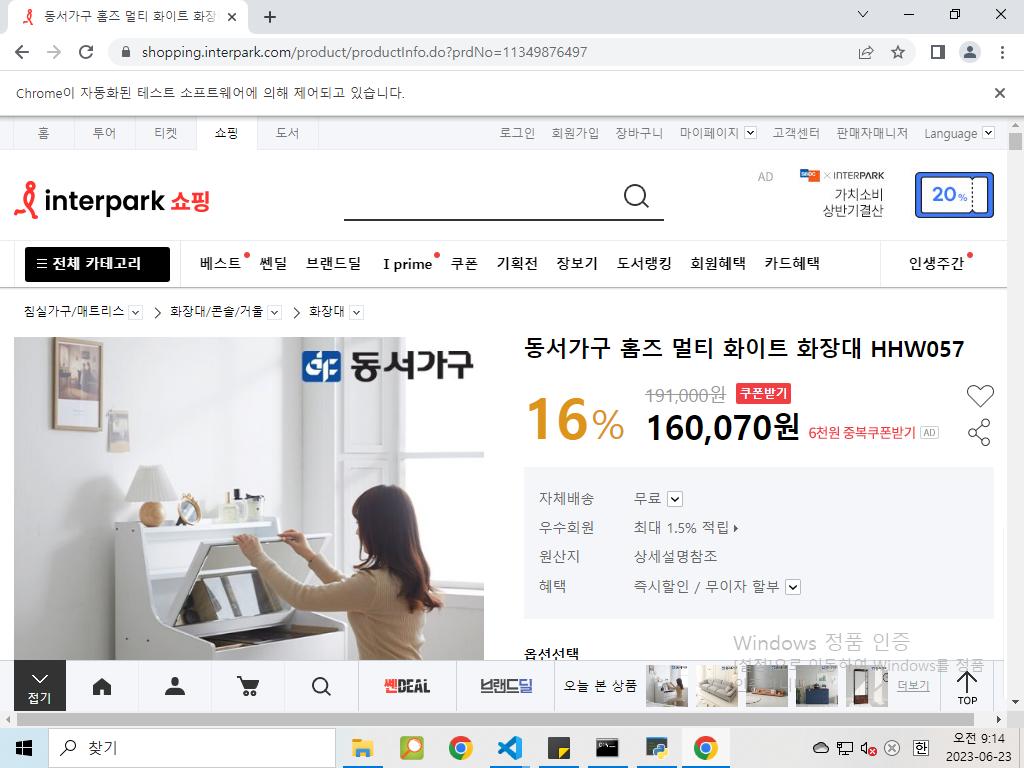 동서가구 홈즈 멀티 화이트 화장
shopping.interpark.com/product/productInfo.do?prdNo=11349876497
Chrome이 자동화된 테스트 소프트웨어에 의해 제어되고 있습니다.
홈 투어 티켓 쇼핑 도서 로그인 회원가입 장바구니 마이페이지 고객센터 판매자매니저 Language
interpark 쇼핑
AD
× INTERPARK
가치소비
상반기결산
20%
전체 카테고리 베스트 쎈딜 브랜드딜 I prime 쿠폰 기획전 장보기 도서랭킹 회원혜택 카드혜택 인생주간
침실가구/매트리스 화장대/콘솔/거울 화장대
동서가구
동서가구 홈즈 멀티 화이트 화장대 HHW057
16% 191,000원 쿠폰받기
160,070원 6천원 중복쿠폰받기 AD
자체배송 무료
우수회원 최대 1.5% 적립
원산지 상세설명참조
혜택 즉시할인 / 무이자 할부
옵션선택
Windows 정품 인증
[설정]으로 이동하여 Windows를 정품
접기 쎈DEAL 브랜드딜 오늘 본 상품 더보기 TOP
찾기
한
오전 9:14
2023-06-23